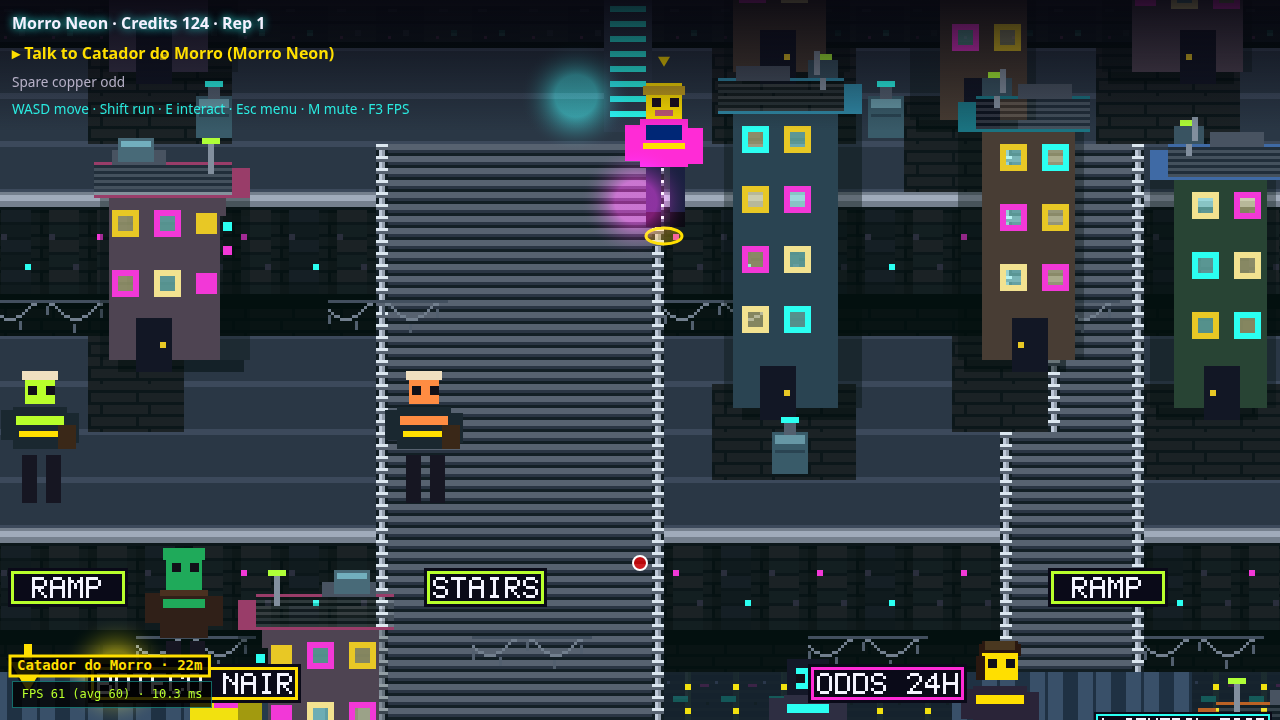 Morro Neon · Credits 124 · Rep 1
▸ Talk to Catador do Morro (Morro Neon)
Spare copper odd
WASD move · Shift run · E interact · Esc menu · M mute · F3 FPS
RAMP
STAIRS
RAMP
Catador do Morro · 22m
NAIR
FPS 61 (avg 60) · 10.3 ms
ODDS 24H